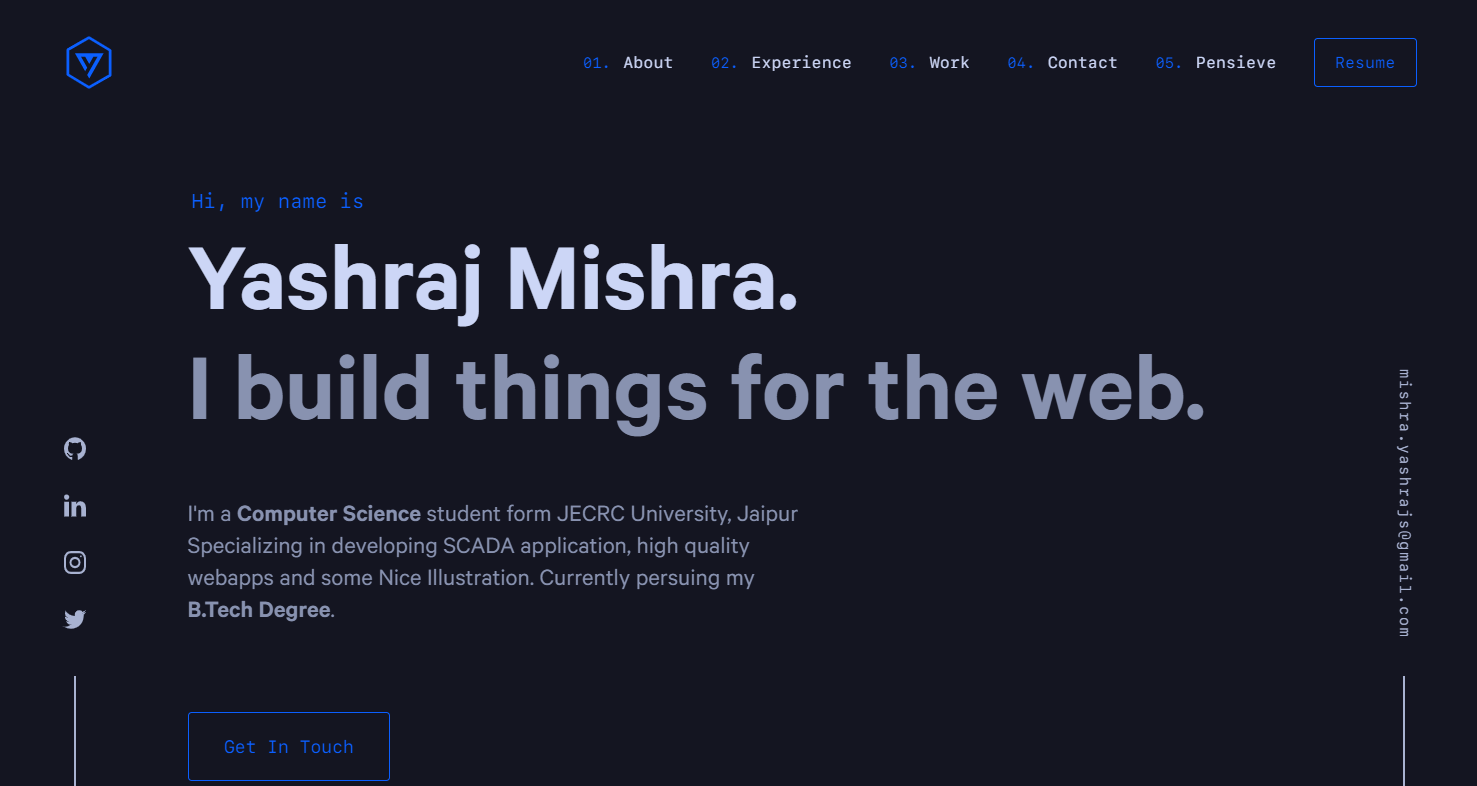 01. About 02. Experience 03. Work 04. Contact 05. Pensieve Resume
Hi, my name is
Yashraj Mishra.
I build things for the web.
I'm a Computer Science student form JECRC University, Jaipur
Specializing in developing SCADA application, high quality
webapps and some Nice Illustration. Currently persuing my
B.Tech Degree.
Get In Touch
mishra.yashrajs@gmail.com